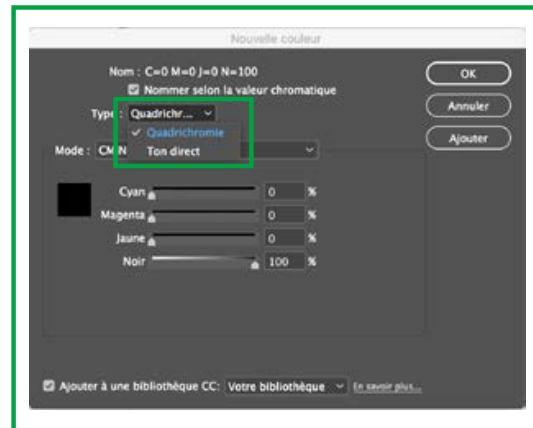 Nouvelle couleur
Nom : C=0 M=0 J=0 N=100
Nommer selon la valeur chromatique
Type : Quadrichr...
Quadrichromie
Ton direct
Mode : CMJN
Cyan 0 %
Magenta 0 %
Jaune 0 %
Noir 100 %
OK
Annuler
Ajouter
Ajouter à une bibliothèque CC: Votre bibliothèque En savoir plus...